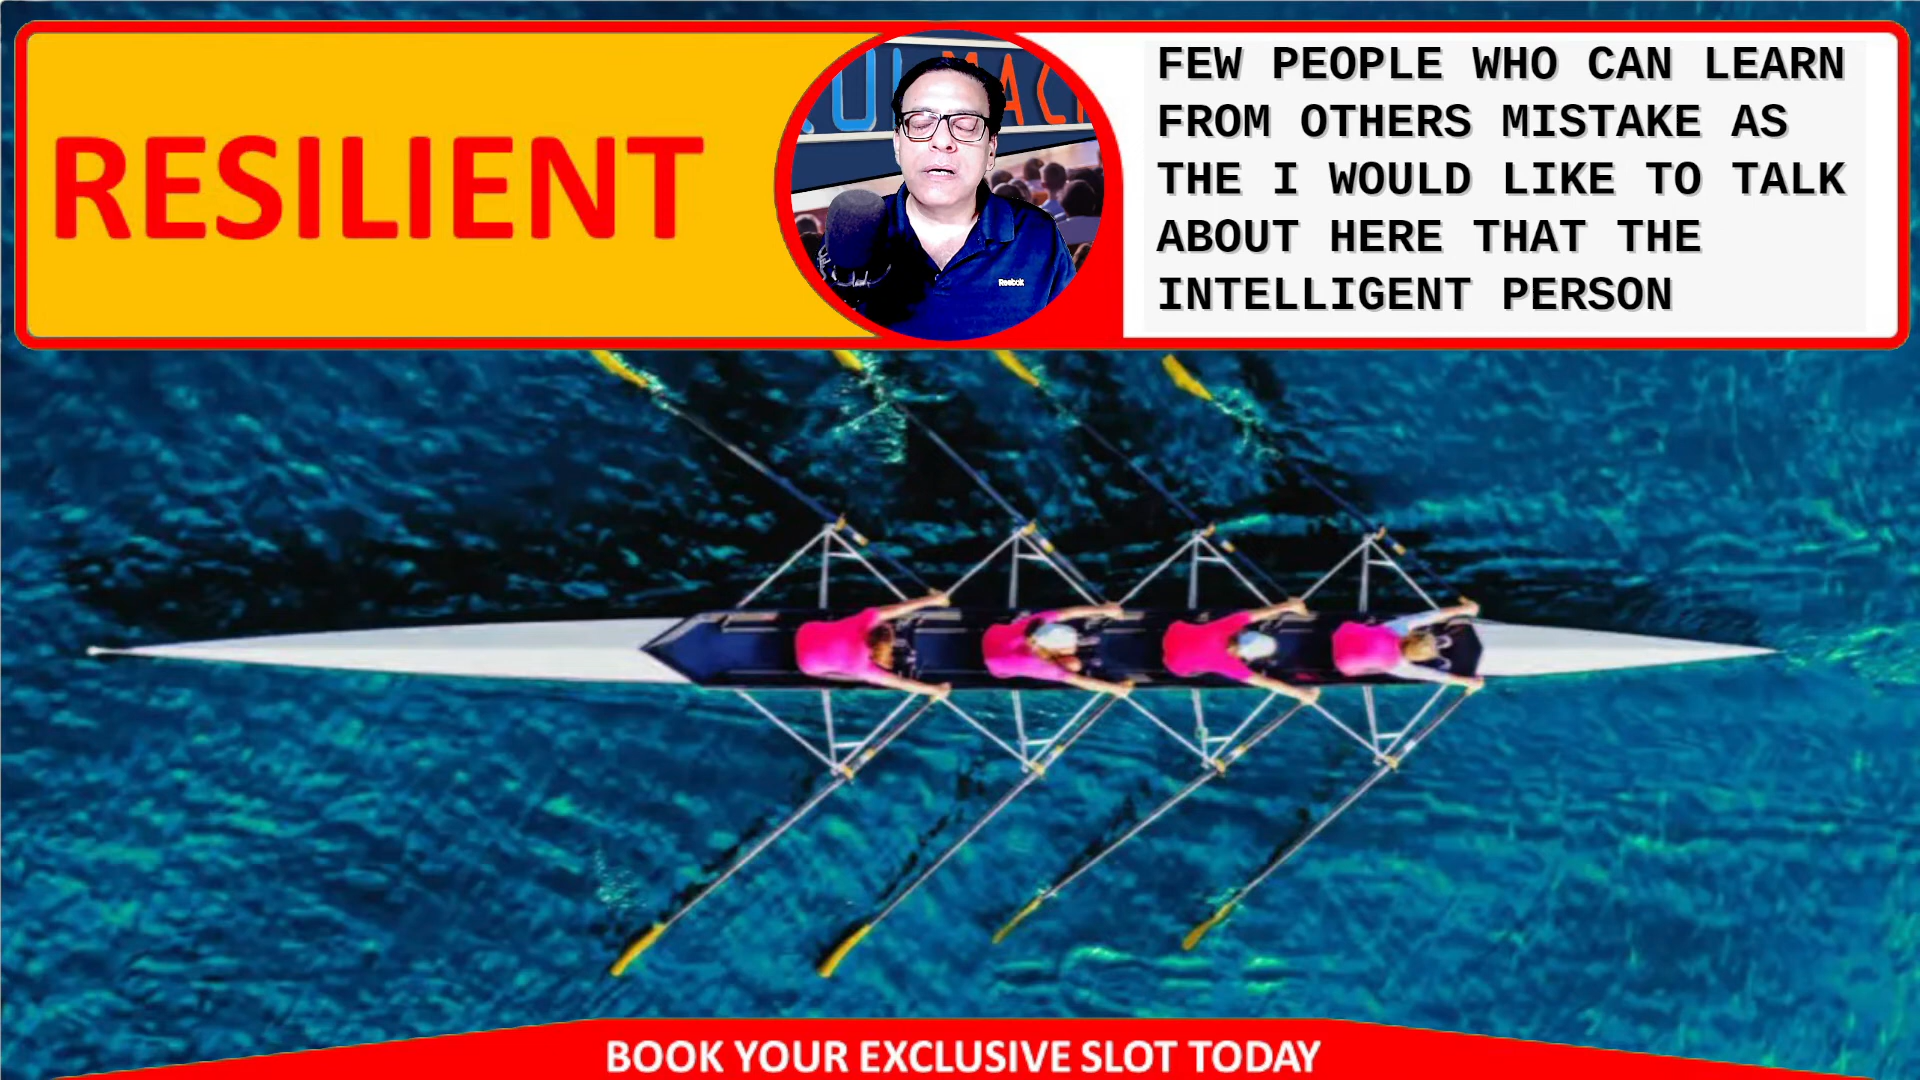 RESILIENT
FEW PEOPLE WHO CAN LEARN
FROM OTHERS MISTAKE AS
THE I WOULD LIKE TO TALK
ABOUT HERE THAT THE
INTELLIGENT PERSON
Reebok
BOOK YOUR EXCLUSIVE SLOT TODAY